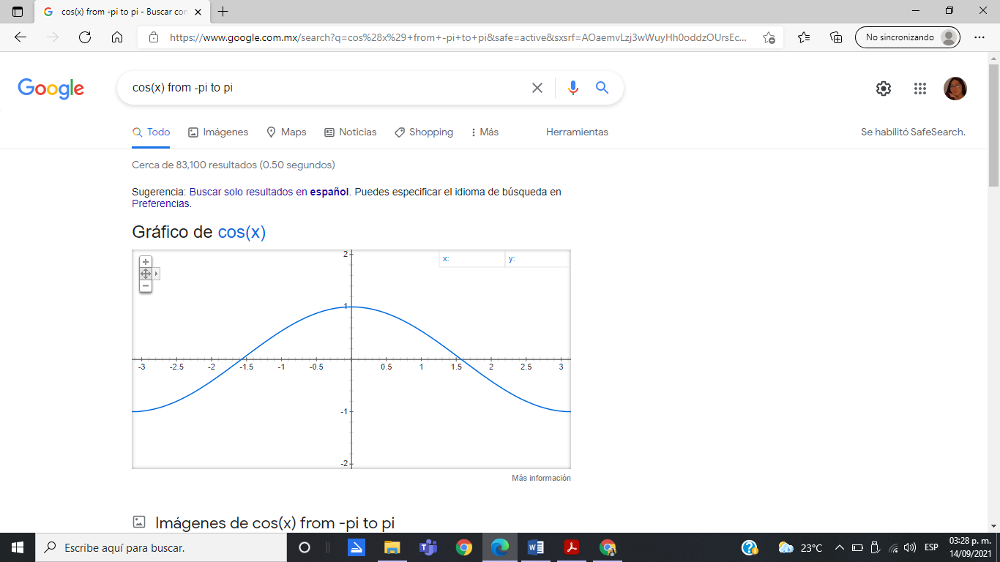 cos(x) from -pi to pi - Buscar con
https://www.google.com.mx/search?q=cos%28x%29+from+-pi+to+pi&safe=active&sxsrf=AOaemvLzj3wWuyHh0oddzOUrsEc...
No sincronizando
Google
cos(x) from -pi to pi
Todo Imágenes Maps Noticias Shopping Más Herramientas Se habilitó SafeSearch.
Cerca de 83,100 resultados (0.50 segundos)
Sugerencia: Buscar solo resultados en español. Puedes especificar el idioma de búsqueda en
Preferencias.
Gráfico de cos(x)
2 x: y:
1
-3 -2.5 -2 -1.5 -1 -0.5 0.5 1 1.5 2 2.5 3
-1
-2
Más información
Imágenes de cos(x) from -pi to pi
Escribe aquí para buscar.
23°C
ESP
03:28 p. m.
14/09/2021